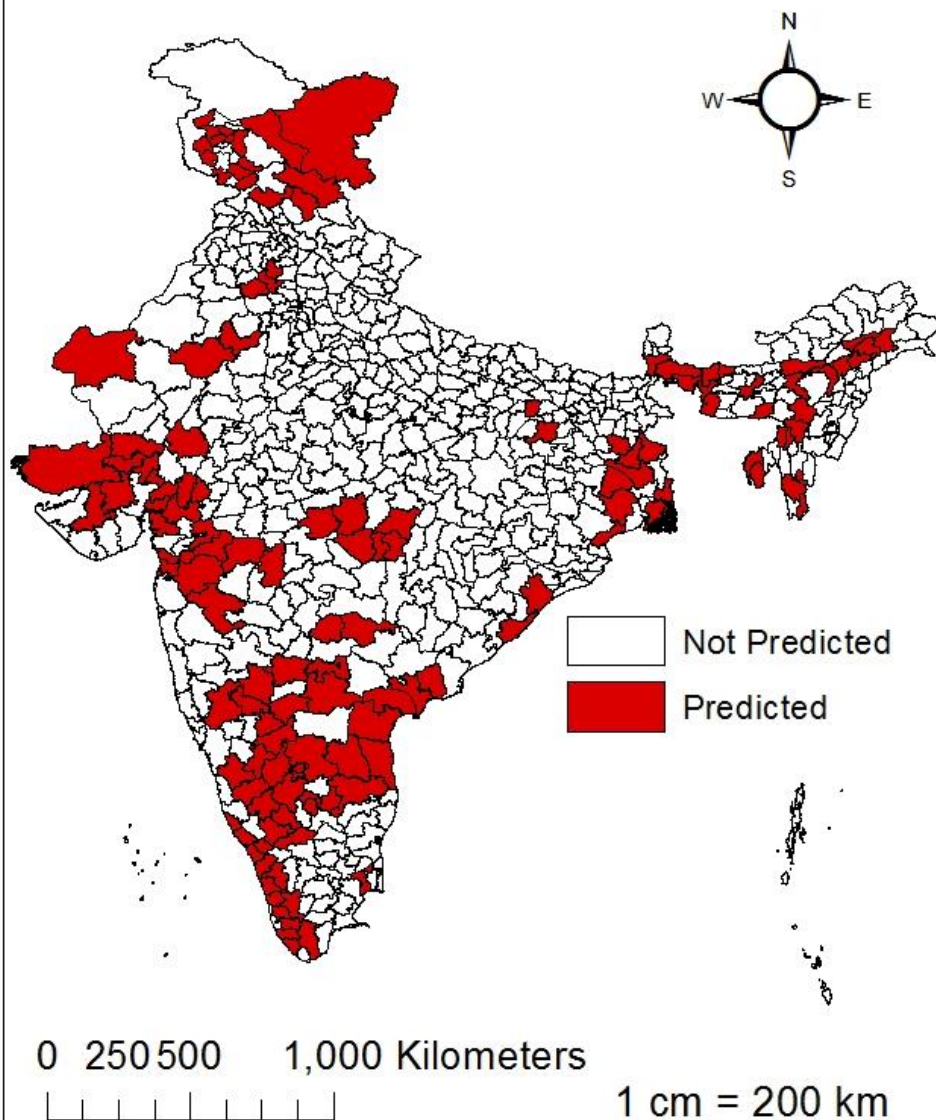 N
W E
S
Not Predicted
Predicted
0 250 500 1,000 Kilometers
1 cm = 200 km